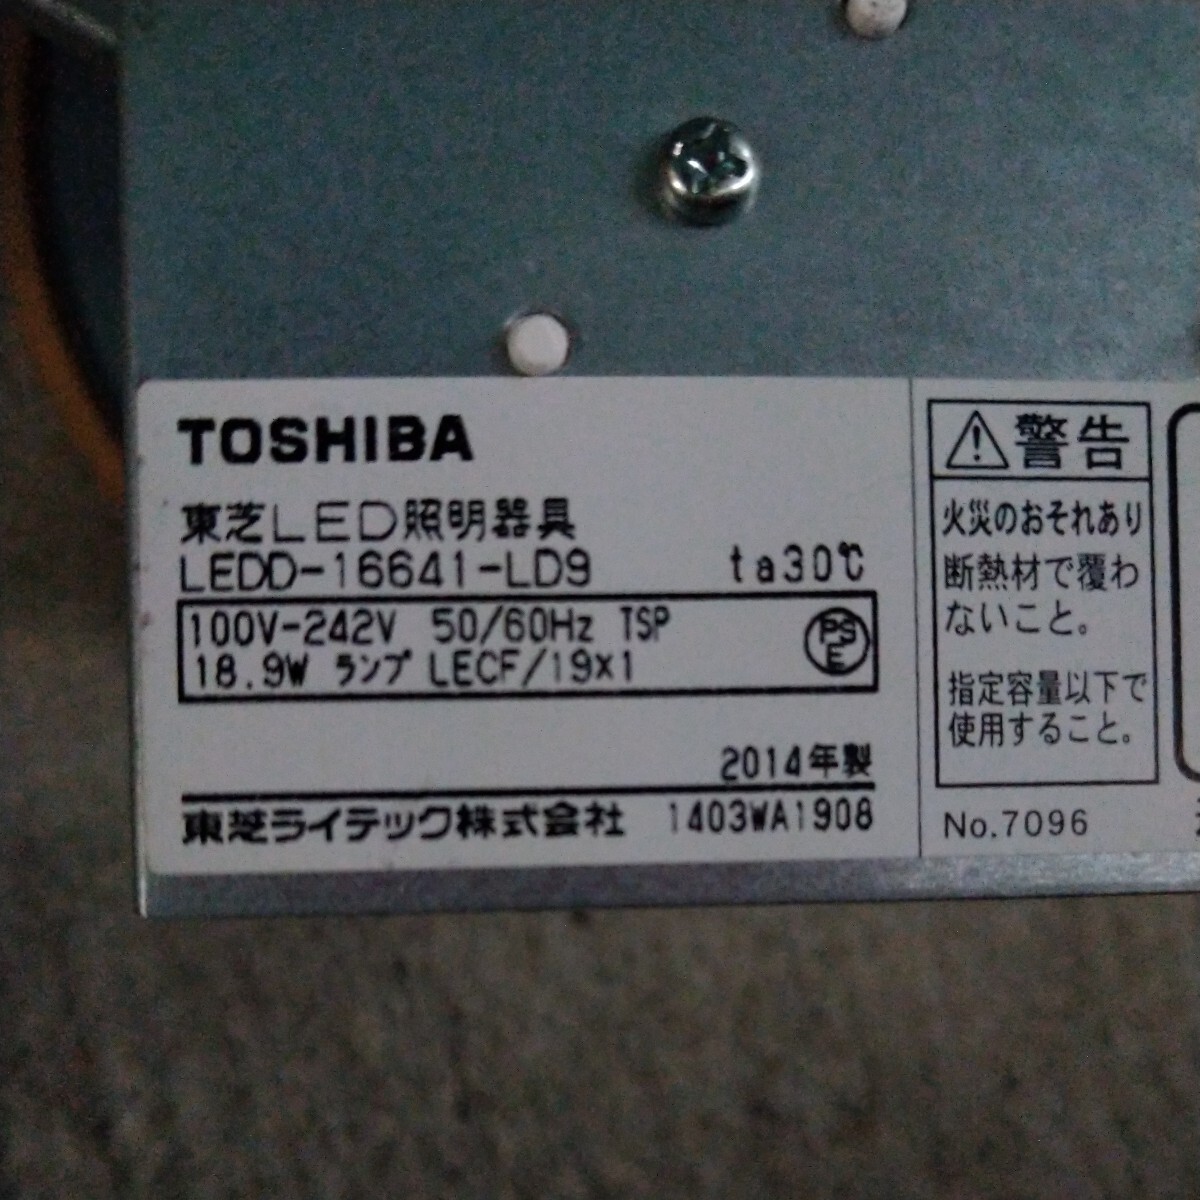 TOSHIBA
東芝LED照明器具
LEDD-16641-LD9 ta30℃
100V-242V 50/60Hz TSP
18.9W ランプ LECF/19×1
PSE
2014年製
東芝ライテック株式会社 1403WA1908
警告
火災のおそれあり
断熱材で覆わ
ないこと。
指定容量以下で
使用すること。
No.7096